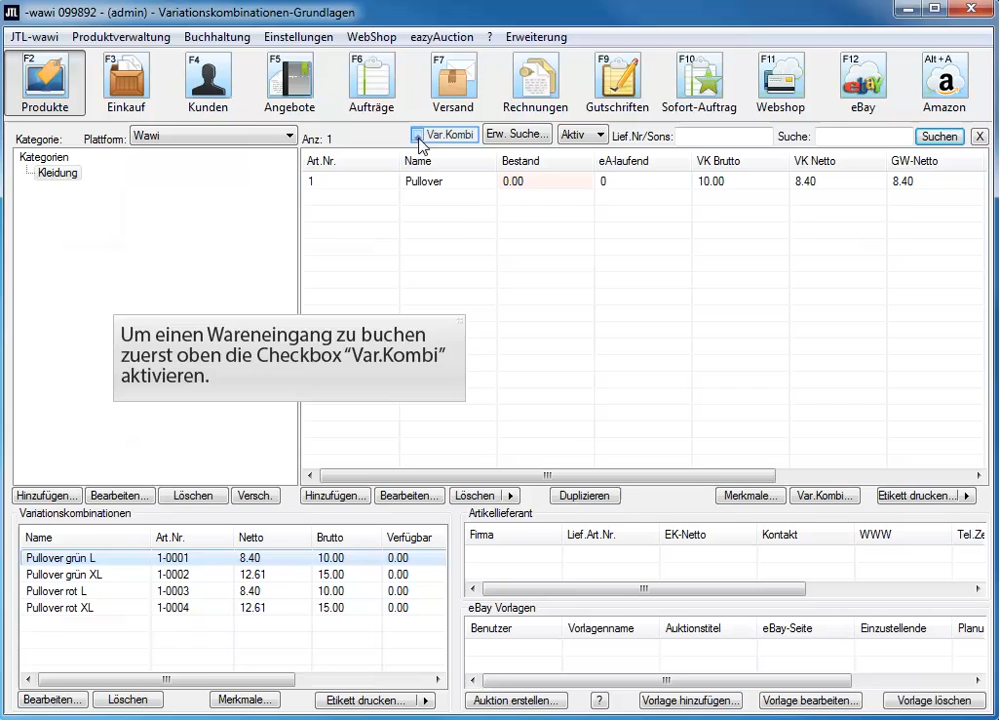 JTL -wawi 099892 - (admin) - Variationskombinationen-Grundlagen
JTL-wawi Produktverwaltung Buchhaltung Einstellungen WebShop eazyAuction ? Erweiterung
F2 F3 F4 F5 F6 F7 F9 F10 F11 F12 Alt + A
Produkte Einkauf Kunden Angebote Aufträge Versand Rechnungen Gutschriften Sofort-Auftrag Webshop eBay Amazon
Kategorie: Plattform: Wawi Anz: 1 Var.Kombi Erw. Suche... Aktiv Lief.Nr/Sons: Suche: Suchen X
Kategorien
Kleidung
Art.Nr. Name Bestand eA-laufend VK Brutto VK Netto GW-Netto
1 Pullover 0.00 0 10.00 8.40 8.40
Um einen Wareneingang zu buchen
zuerst oben die Checkbox “Var.Kombi”
aktivieren.
Hinzufügen... Bearbeiten... Löschen Versch. Hinzufügen... Bearbeiten... Löschen Duplizieren Merkmale... Var.Kombi... Etikett drucken...
Variationskombinationen
Name Art.Nr. Netto Brutto Verfügbar
Pullover grün L 1-0001 8.40 10.00 0.00
Pullover grün XL 1-0002 12.61 15.00 0.00
Pullover rot L 1-0003 8.40 10.00 0.00
Pullover rot XL 1-0004 12.61 15.00 0.00
Bearbeiten... Löschen Merkmale... Etikett drucken...
Artikellieferant
Firma Lief.Art.Nr. EK-Netto Kontakt WWW Tel.Ze
eBay Vorlagen
Benutzer Vorlagenname Auktionstitel eBay-Seite Einzustellende Planu
Auktion erstellen... ? Vorlage hinzufügen... Vorlage bearbeiten... Vorlage löschen